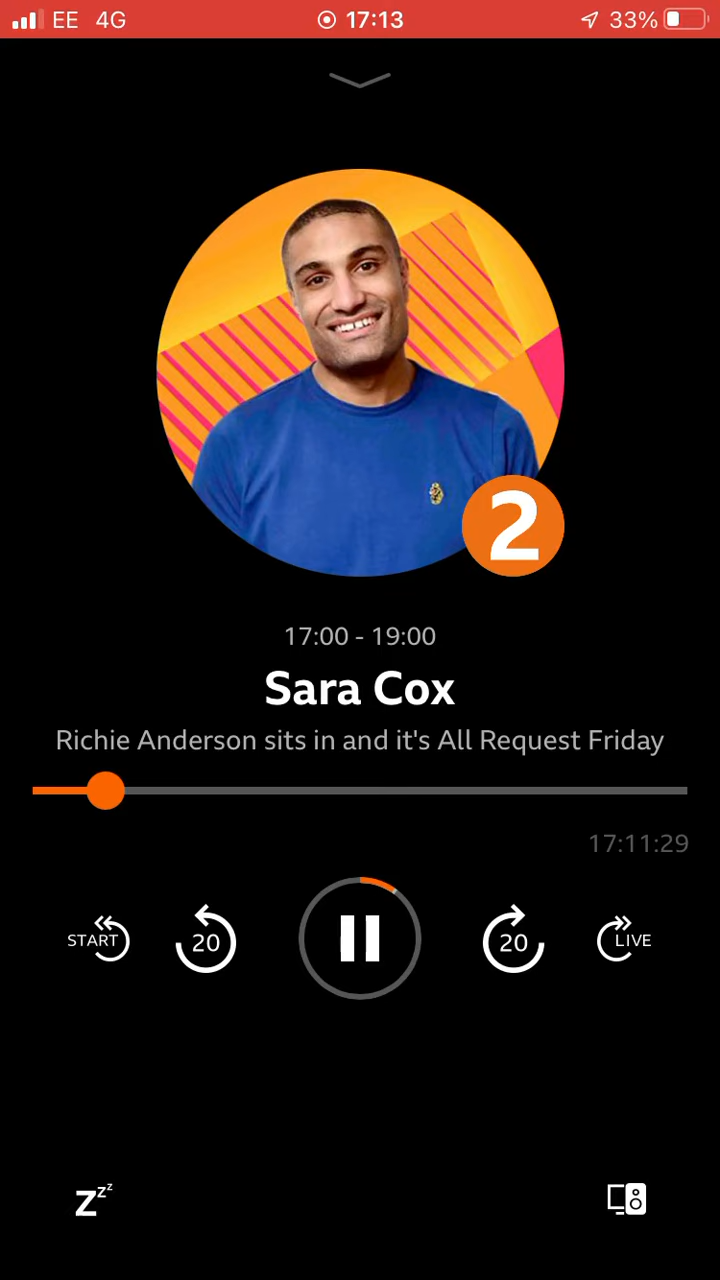 EE 4G 17:13 33%
2
17:00 - 19:00
Sara Cox
Richie Anderson sits in and it's All Request Friday
17:11:29
START 20 20 LIVE
Zzz